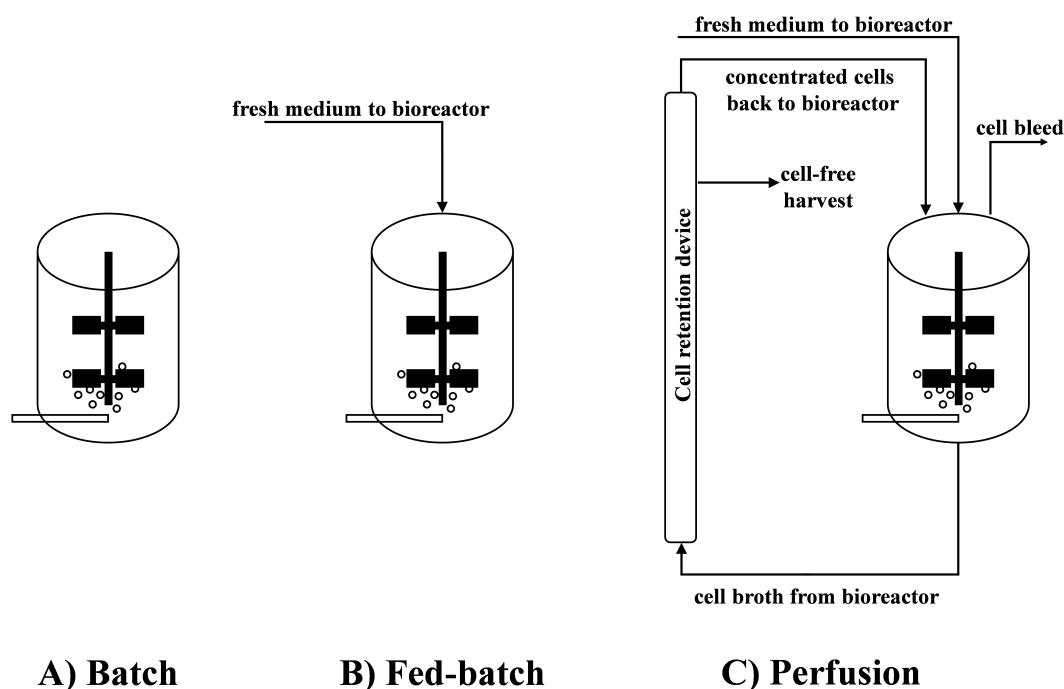 fresh medium to bioreactor
concentrated cells
back to bioreactor
cell bleed
fresh medium to bioreactor
cell-free
harvest
Cell retention device
cell broth from bioreactor
A) Batch
B) Fed-batch
C) Perfusion